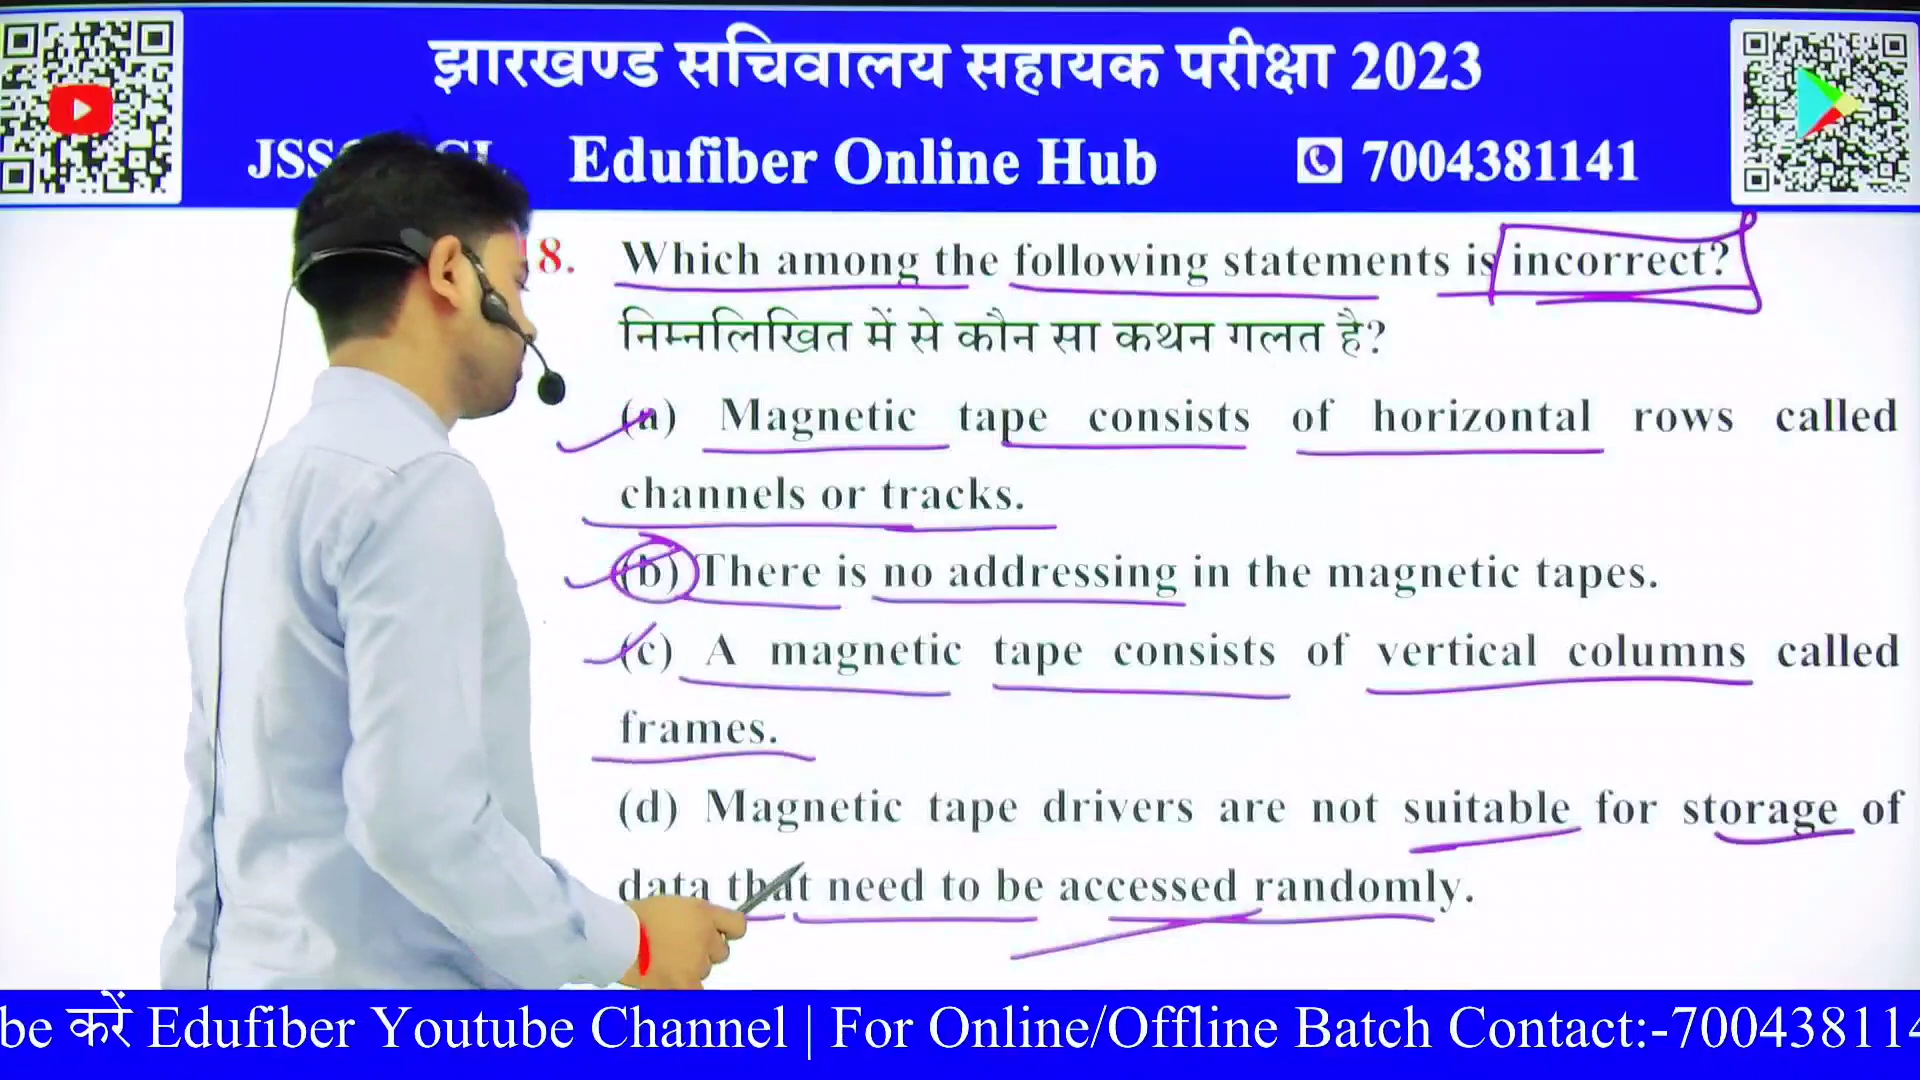 झारखण्ड सचिवालय सहायक परीक्षा 2023
Edufiber Online Hub
7004381141
8. Which among the following statements is incorrect?
निम्नलिखित में से कौन सा कथन गलत है?
(a) Magnetic tape consists of horizontal rows called
channels or tracks.
(b) There is no addressing in the magnetic tapes.
(c) A magnetic tape consists of vertical columns called
frames.
(d) Magnetic tape drivers are not suitable for storage of
data that need to be accessed randomly.
be करें Edufiber Youtube Channel | For Online/Offline Batch Contact:-700438114